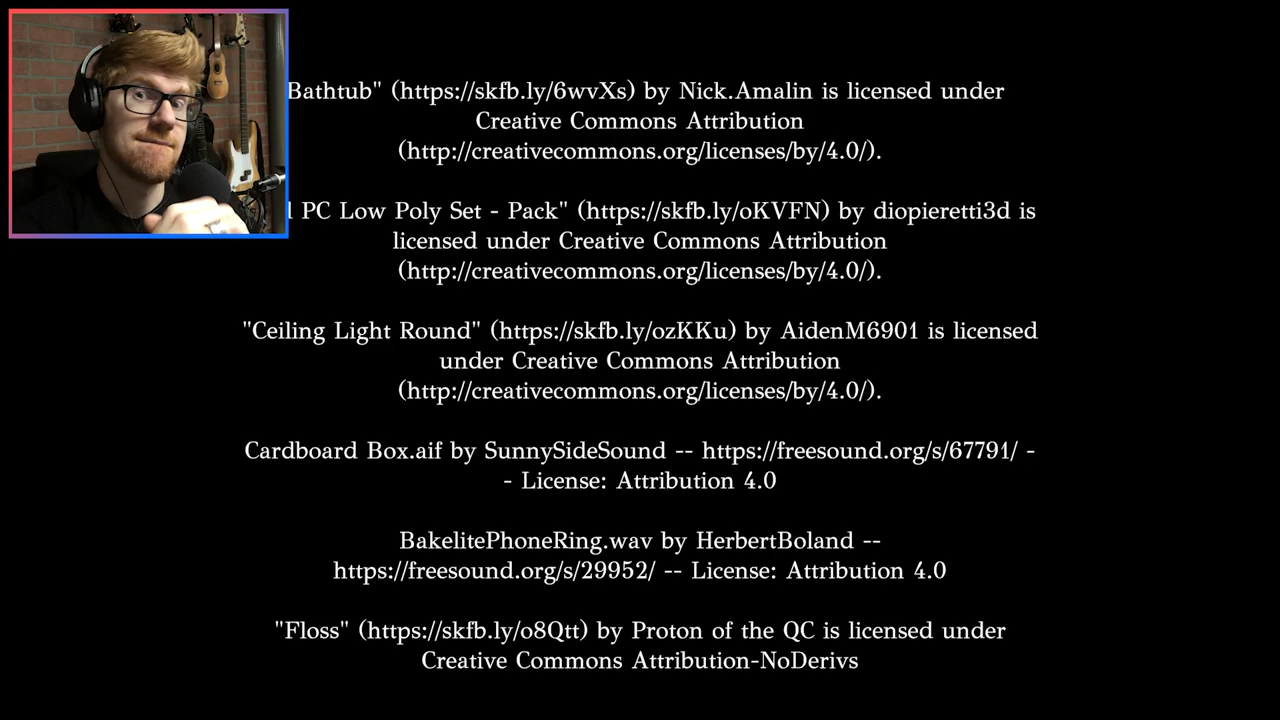 Bathtub" (https://skfb.ly/6wvXs) by Nick.Amalin is licensed under
Creative Commons Attribution
(http://creativecommons.org/licenses/by/4.0/).
PC Low Poly Set - Pack" (https://skfb.ly/oKVFN) by diopieretti3d is
licensed under Creative Commons Attribution
(http://creativecommons.org/licenses/by/4.0/).
"Ceiling Light Round" (https://skfb.ly/ozKKu) by AidenM6901 is licensed
under Creative Commons Attribution
(http://creativecommons.org/licenses/by/4.0/).
Cardboard Box.aif by SunnySideSound -- https://freesound.org/s/67791/ -
- License: Attribution 4.0
BakelitePhoneRing.wav by HerbertBoland --
https://freesound.org/s/29952/ -- License: Attribution 4.0
"Floss" (https://skfb.ly/o8Qtt) by Proton of the QC is licensed under
Creative Commons Attribution-NoDerivs